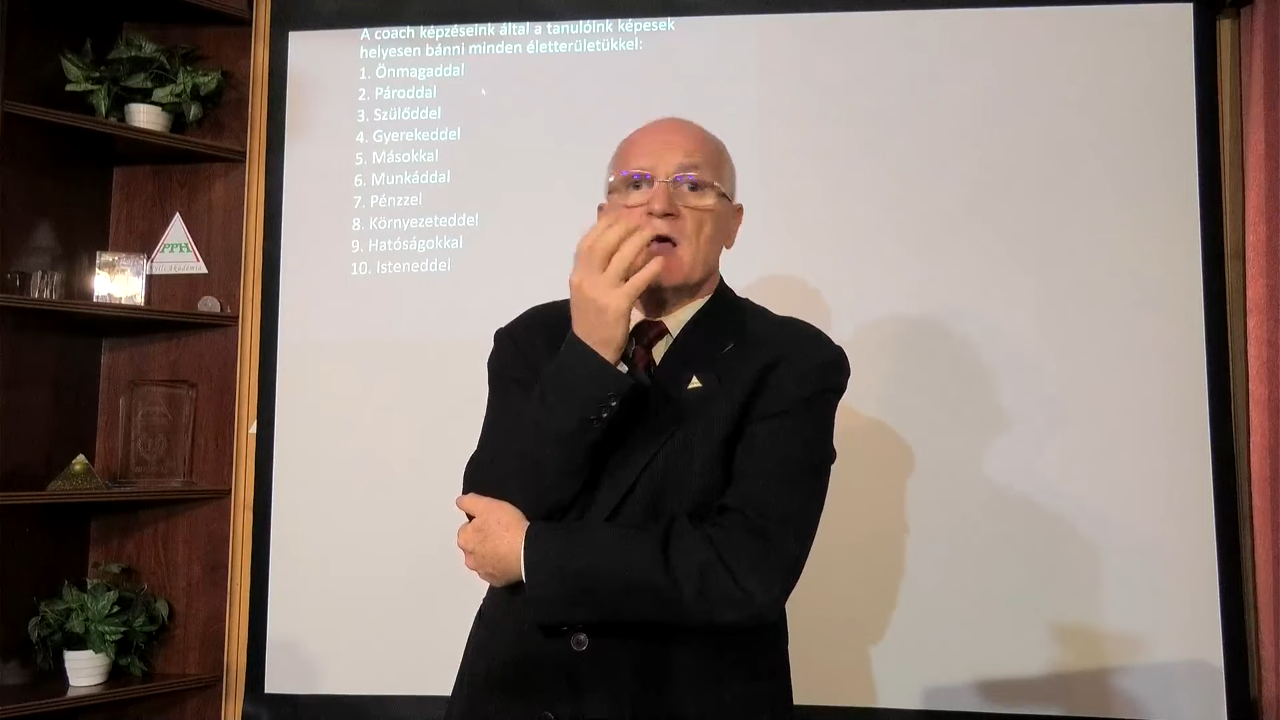 A coach képzéseink által a tanulóink képesek
helyesen bánni minden életterületükkel:
1. Önmagaddal
2. Pároddal
3. Szülőddel
4. Gyerekeddel
5. Másokkal
6. Munkáddal
7. Pénzzel
8. Környezeteddel
9. Hatóságokkal
10. Isteneddel
PPH